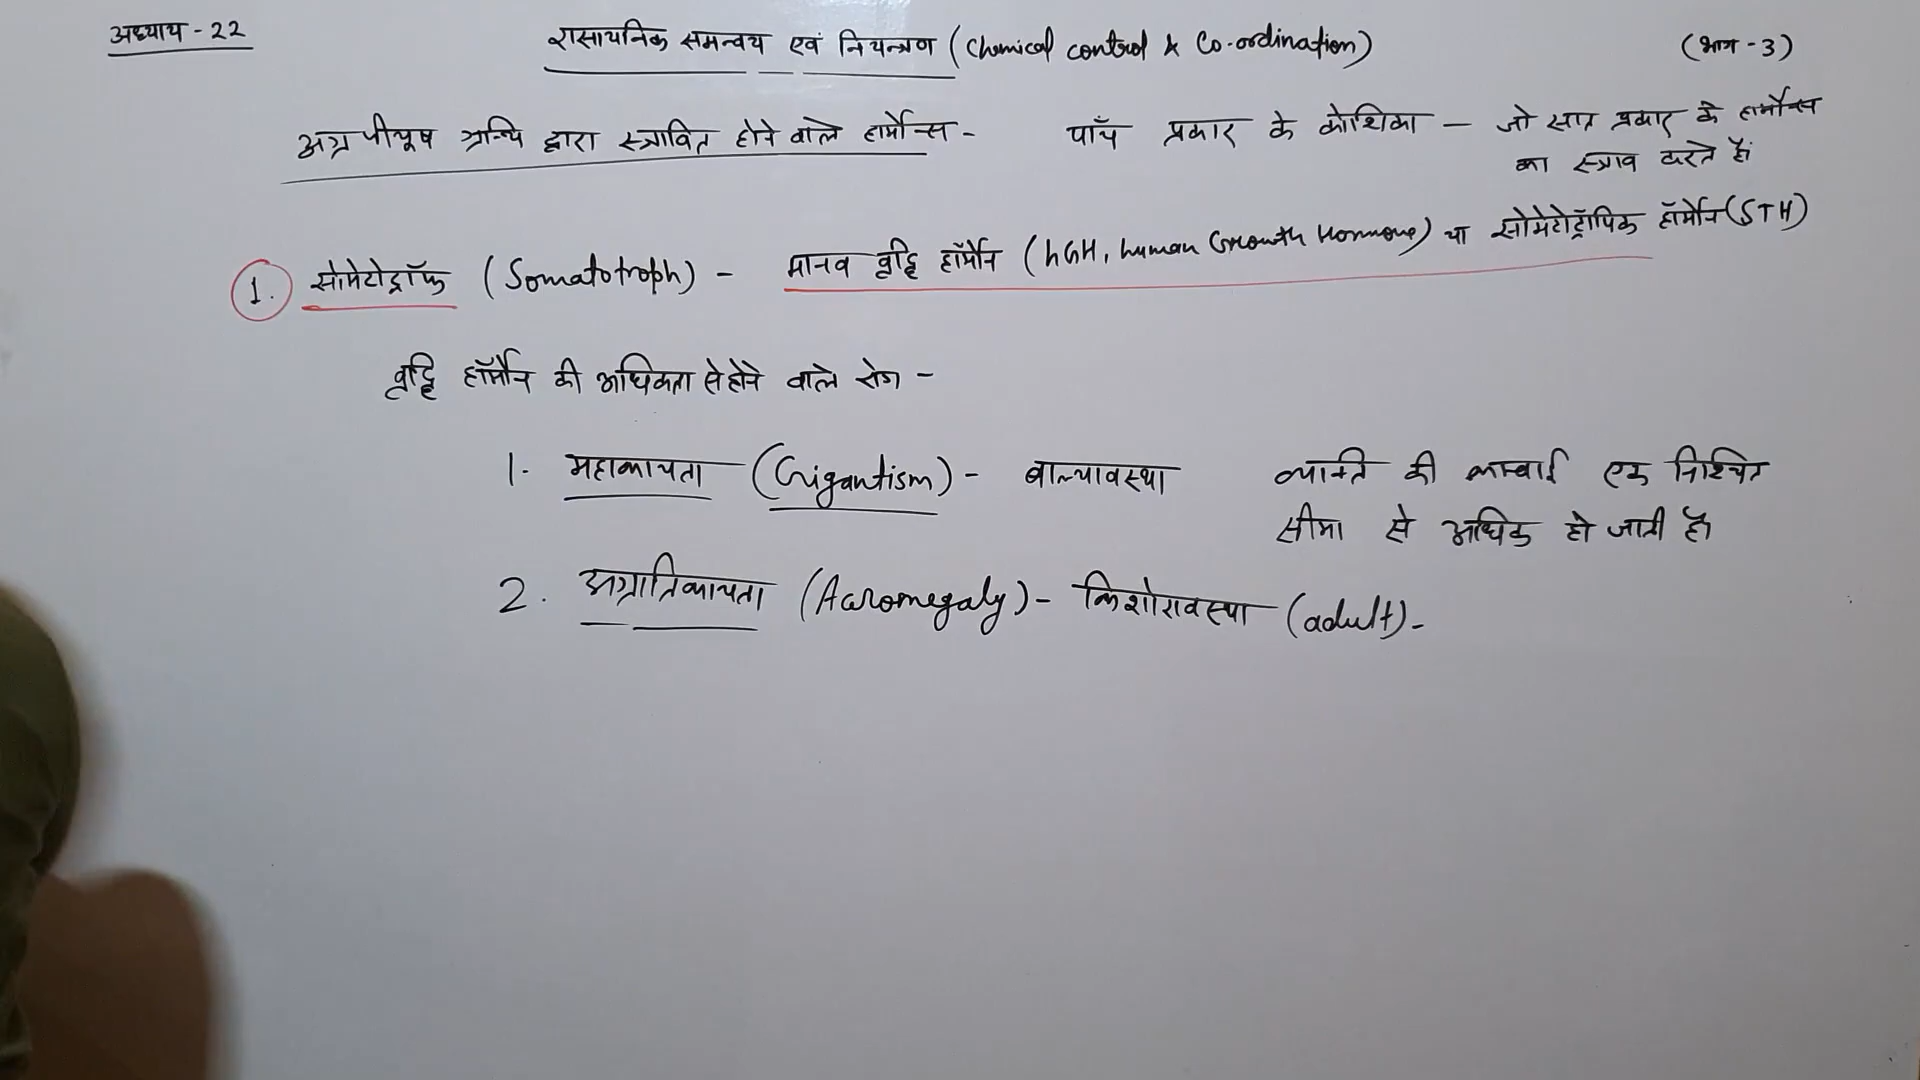 अध्याय - 22
रासायनिक समन्वय एवं नियन्त्रण (Chemical control & Co-ordination)
(भाग - 3)
अग्र पीयूष ग्रन्थि द्वारा स्त्रावित होने वाले हार्मोन्स - पाँच प्रकार के कोशिका - जो सात प्रकार के हार्मोन्स
का स्त्राव करते हैं
1. सोमेटोट्रॉफ (Somatotroph) - मानव वृद्धि हॉर्मोन (hGH, human Growth Hormone) या सोमेटोट्रॉपिक हॉर्मोन (STH)
वृद्धि हॉर्मोन की अधिकता से होने वाले रोग -
1. महाकायता (Gigantism) - बाल्यावस्था व्यक्ति की लम्बाई एक निश्चित
सीमा से अधिक हो जाती है
2. अग्रातिकायता (Acromegaly) - किशोरावस्था (adult) -